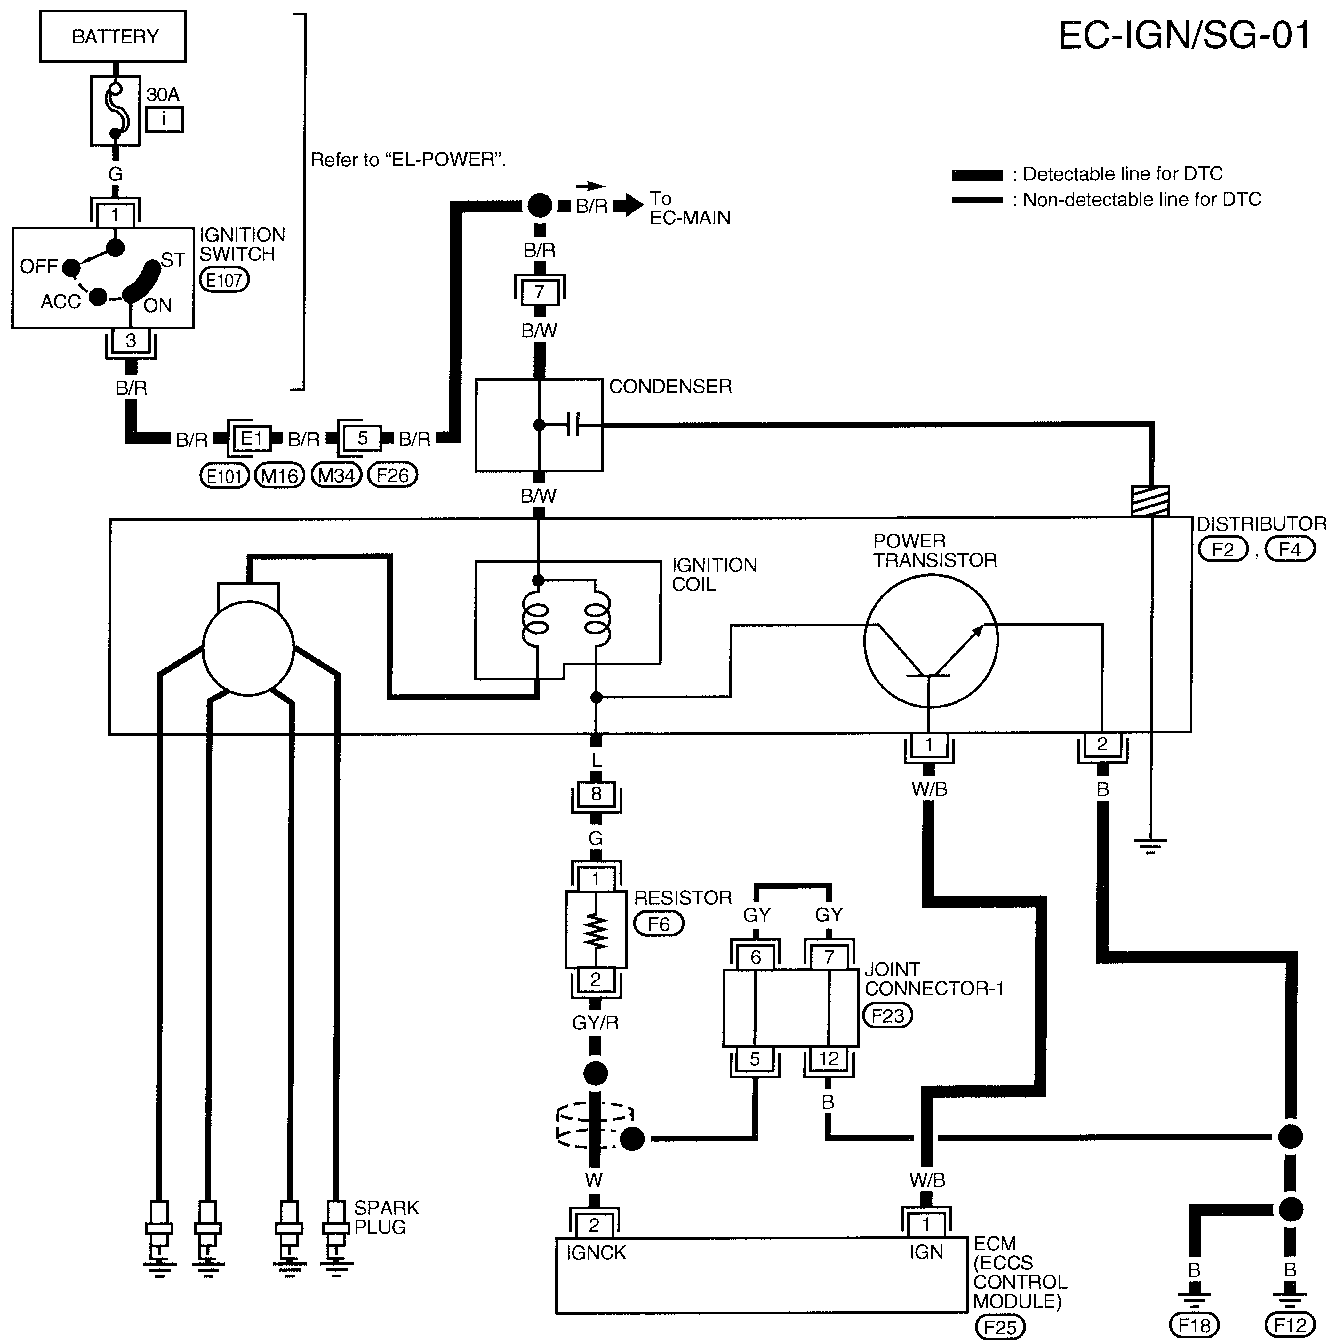 EC-IGN/SG-01
BATTERY
30A
i
Refer to “EL-POWER”.
: Detectable line for DTC
: Non-detectable line for DTC
G
1
IGNITION
SWITCH
E107
OFF
ST
ACC
ON
3
B/R
B/R
E1
B/R
5
B/R
E101
M16
M34
F26
B/R
To
EC-MAIN
B/R
7
B/W
CONDENSER
B/W
DISTRIBUTOR
F2 , F4
IGNITION
COIL
POWER
TRANSISTOR
1
2
L
W/B
B
8
G
1
RESISTOR
F6
2
GY/R
GY
GY
6
7
JOINT
CONNECTOR-1
F23
5
12
B
W
W/B
SPARK
PLUG
2
1
IGNCK
IGN
ECM
(ECCS
CONTROL
MODULE)
F25
B
B
F18
F12